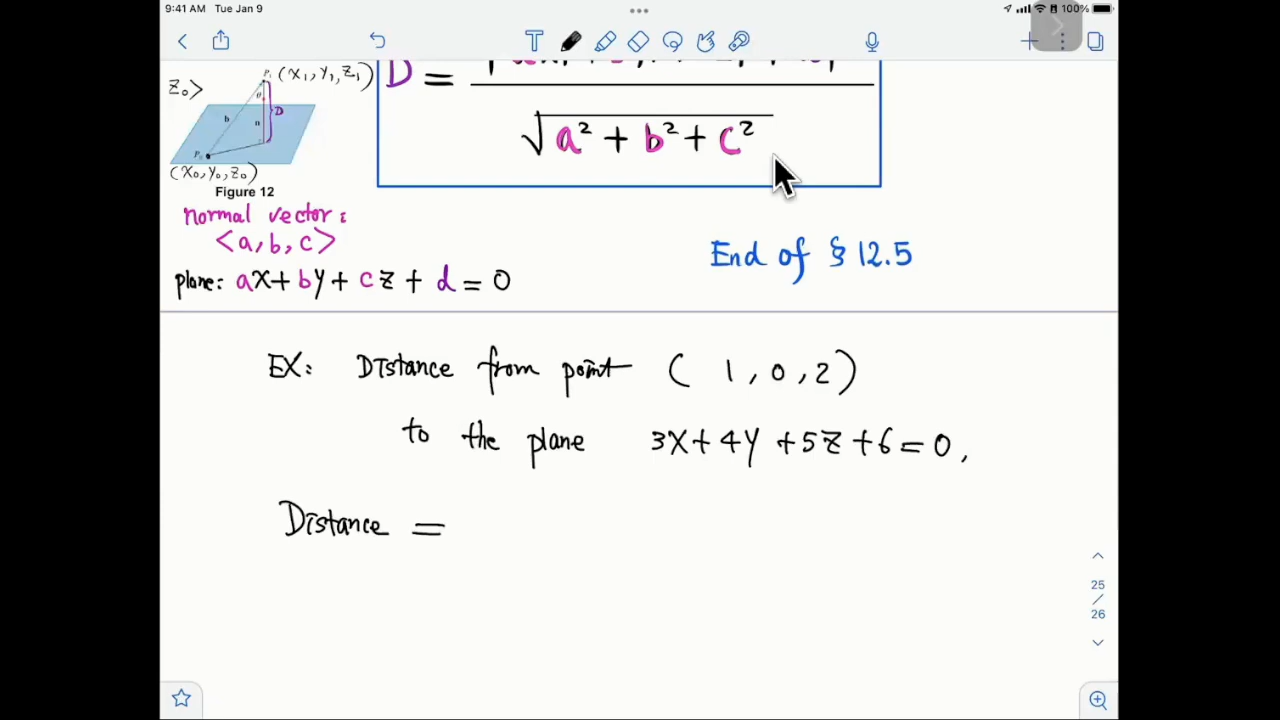 9:41 AM Tue Jan 9
100%
(x₁, y₁, z₁)
P₁
z₀>
θ
D
b
n
P₀
(x₀, y₀, z₀)
Figure 12
D =
√a² + b² + c²
normal vector:
<a, b, c>
plane: ax + by + cz + d = 0
End of § 12.5
EX: Distance from point (1, 0, 2)
to the plane 3x + 4y + 5z + 6 = 0,
Distance =
25
/
26